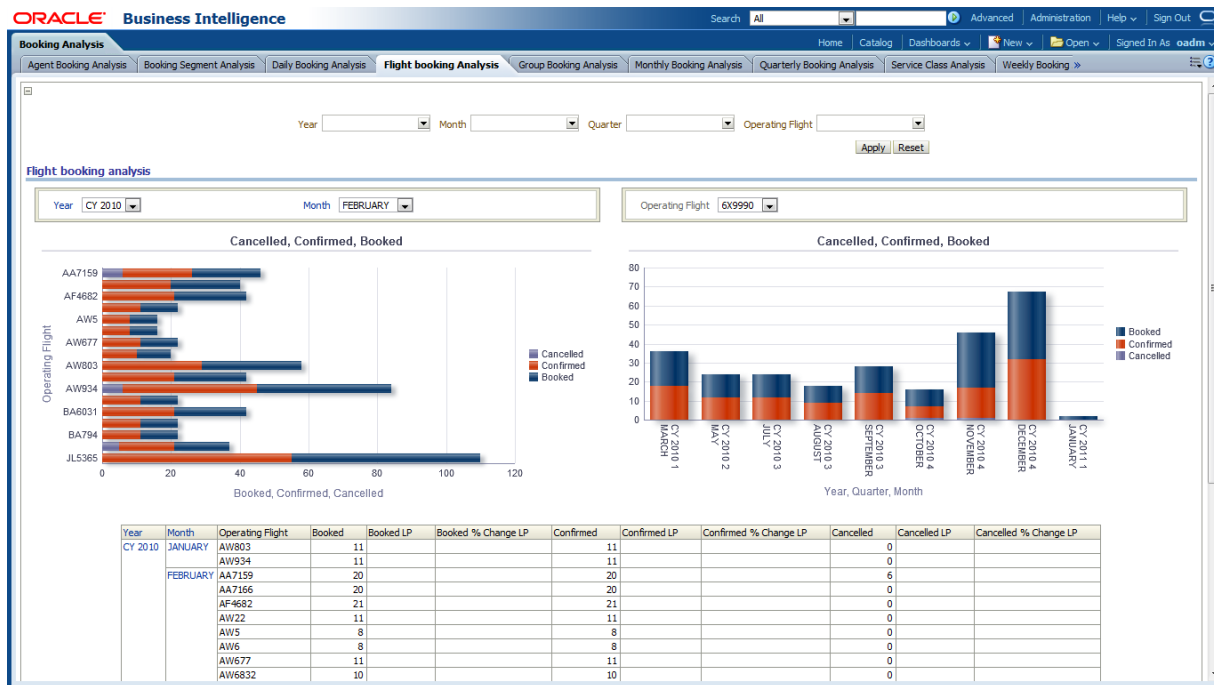 ORACLE Business Intelligence
Search All Advanced Administration Help Sign Out
Booking Analysis
Home Catalog Dashboards New Open Signed In As oadm
Agent Booking Analysis Booking Segment Analysis Daily Booking Analysis Flight booking Analysis Group Booking Analysis Monthly Booking Analysis Quarterly Booking Analysis Service Class Analysis Weekly Booking »
Year Month Quarter Operating Flight
Apply Reset
Flight booking analysis
Year CY 2010 Month FEBRUARY
Operating Flight 6X9990
Cancelled, Confirmed, Booked
AA7159
AF4682
AW5
AW677
AW803
AW934
BA6031
BA794
JL5365
Operating Flight
0 20 40 60 80 100 120
Booked, Confirmed, Cancelled
Cancelled
Confirmed
Booked
Cancelled, Confirmed, Booked
80
70
60
50
40
30
20
10
0
CY 2010 1 MARCH
CY 2010 2 MAY
CY 2010 3 JULY
CY 2010 3 AUGUST
CY 2010 3 SEPTEMBER
CY 2010 4 OCTOBER
CY 2010 4 NOVEMBER
CY 2010 4 DECEMBER
CY 2011 1 JANUARY
Year, Quarter, Month
Booked
Confirmed
Cancelled
Year Month Operating Flight Booked Booked LP Booked % Change LP Confirmed Confirmed LP Confirmed % Change LP Cancelled Cancelled LP Cancelled % Change LP
CY 2010 JANUARY AW803 11 11 0
AW934 11 11 0
FEBRUARY AA7159 20 20 6
AA7166 20 20 0
AF4682 21 21 0
AW22 11 11 0
AW5 8 8 0
AW6 8 8 0
AW677 11 11 0
AW6832 10 10 0